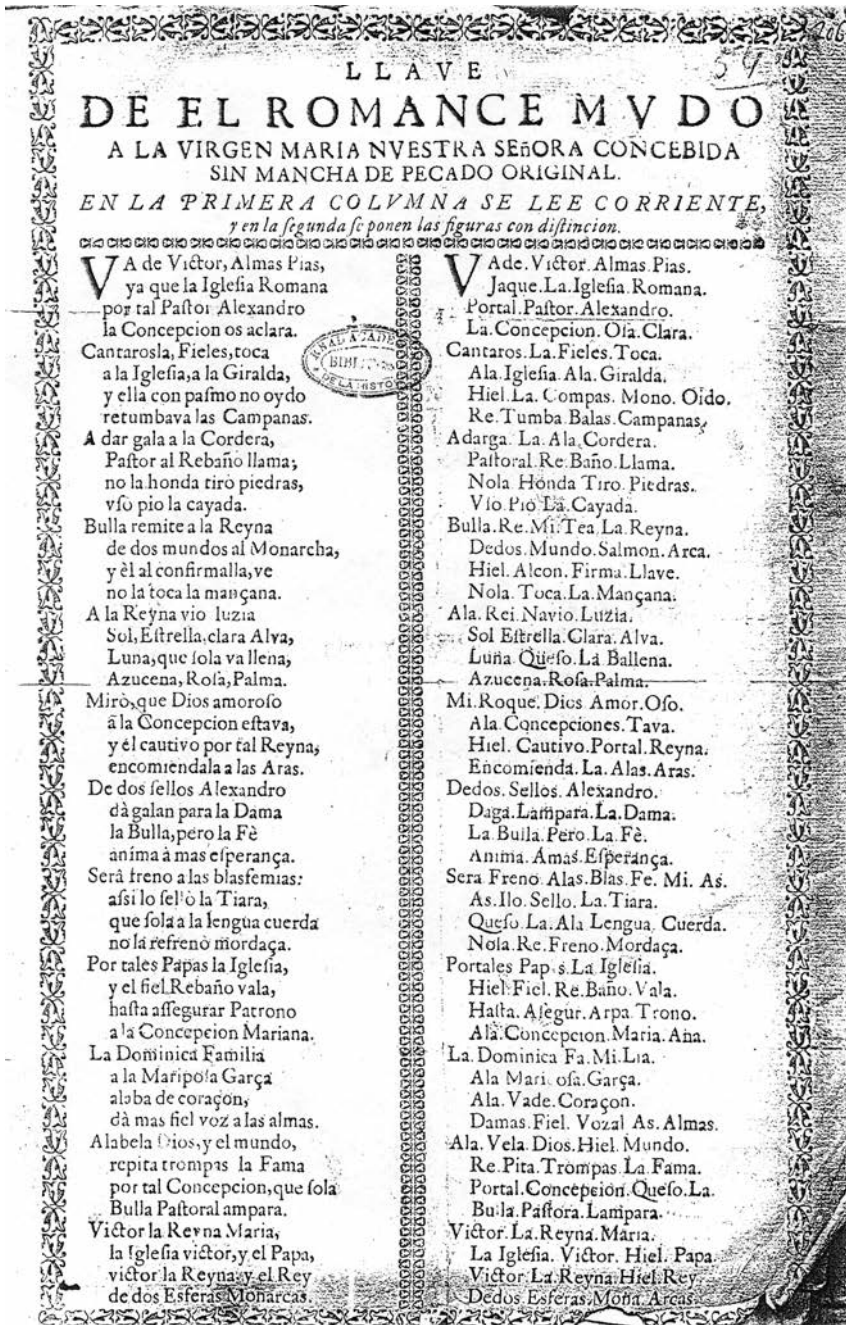 LLAVE
DE EL ROMANCE MVDO
A LA VIRGEN MARIA NVESTRA SEñORA CONCEBIDA
SIN MANCHA DE PECADO ORIGINAL.
EN LA PRIMERA COLVMNA SE LEE CORRIENTE,
y en la ſegunda ſe ponen las figuras con diſtincion.
VA de Victor, Almas Pias,
ya que la Igleſia Romana
por tal Paſtor Alexandro
la Concepcion os aclara.
Cantarosla, Fieles, toca
a la Igleſia, a la Giralda,
y ella con paſmo no oydo
retumbava las Campanas.
A dar gala a la Cordera,
Paſtor al Rebaño llama;
no la honda tirò piedras,
vſò pio la cayada.
Bulla remite a la Reyna
de dos mundos al Monarcha,
y èl al confirmalla, ve
no la toca la mançana.
A la Reyna vio luzia
Sol, Eſtrella, clara Alva,
Luna, que ſola va llena,
Azucena, Roſa, Palma.
Mirò, que Dios amoroſo
â la Concepcion eſtava,
y él cautivo por tal Reyna,
encomiendala a las Aras.
De dos ſellos Alexandro
dà galan para la Dama
la Bulla, pero la Fè
anima à mas eſperança.
Serà freno a las blasfemias:
aſsi lo ſellò la Tiara,
que ſola a la lengua cuerda
no la refrenò mordaça.
Por tales Papas la Igleſia,
y el fiel Rebaño vala,
haſta aſſegurar Patrono
a la Concepcion Mariana.
La Dominica Familia
a la Maripoſa Garça
alaba de coraçon,
dà mas fiel voz a las almas.
Alabela Dios, y el mundo,
repita trompas la Fama
por tal Concepcion, que ſola
Bulla Paſtoral ampara.
Victor la Reyna Maria,
la Igleſia victor, y el Papa,
victor la Reyna y el Rey
de dos Esferas Monarcas.
VAde. Victor. Almas. Pias.
Jaque. La. Igleſia. Romana.
Portal. Paſtor. Alexandro.
La. Concepcion. Oſa. Clara.
Cantaros. La. Fieles. Toca.
Ala. Igleſia. Ala. Giralda.
Hiel. La. Compas. Mono. Oido.
Re. Tumba. Balas. Campanas.
Adarga. La. Ala. Cordera.
Paſtoral. Re. Baño. Llama.
Nola. Honda. Tiro. Piedras.
Vſo. Pio. La. Cayada.
Bulla. Re. Mi. Tea. La. Reyna.
Dedos. Mundo. Salmon. Arca.
Hiel. Alcon. Firma. Llave.
Nola. Toca. La. Mançana.
Ala. Rei. Navio. Luzia.
Sol Eſtrella. Clara. Alva.
Luna. Queſo. La. Ballena.
Azucena. Roſa. Palma.
Mi. Roque. Dios. Amor. Oſo.
Ala. Concepciones. Tava.
Hiel. Cautivo. Portal. Reyna.
Encomienda. La. Alas. Aras.
Dedos. Sellos. Alexandro.
Daga. Lampara. La. Dama.
La. Bulla. Pero. La. Fè.
Anima. Amas. Eſperança.
Sera. Freno. Alas. Blas. Fe. Mi. As.
As. Ilo. Sello. La. Tiara.
Queſo. La. Ala. Lengua. Cuerda.
Nola. Re. Freno. Mordaça.
Portales. Papas. La. Igleſia.
Hiel. Fiel. Re. Baño. Vala.
Haſta. Aſegur. Arpa. Trono.
Ala. Concepcion. Maria. Ana.
La. Dominica. Fa. Mi. Lia.
Ala. Maripoſa. Garça.
Ala. Vade. Coraçon.
Damas. Fiel. Vozal. As. Almas.
Ala. Vela. Dios. Hiel. Mundo.
Re. Pita. Trompas. La. Fama.
Portal. Concepcion. Queſo. La.
Bulla. Paſtora. Lampara.
Victor. La. Reyna. Maria.
La. Igleſia. Victor. Hiel. Papa.
Victor. La. Reyna. Hiel. Rey.
Dedos. Esferas. Mona. Arcas.